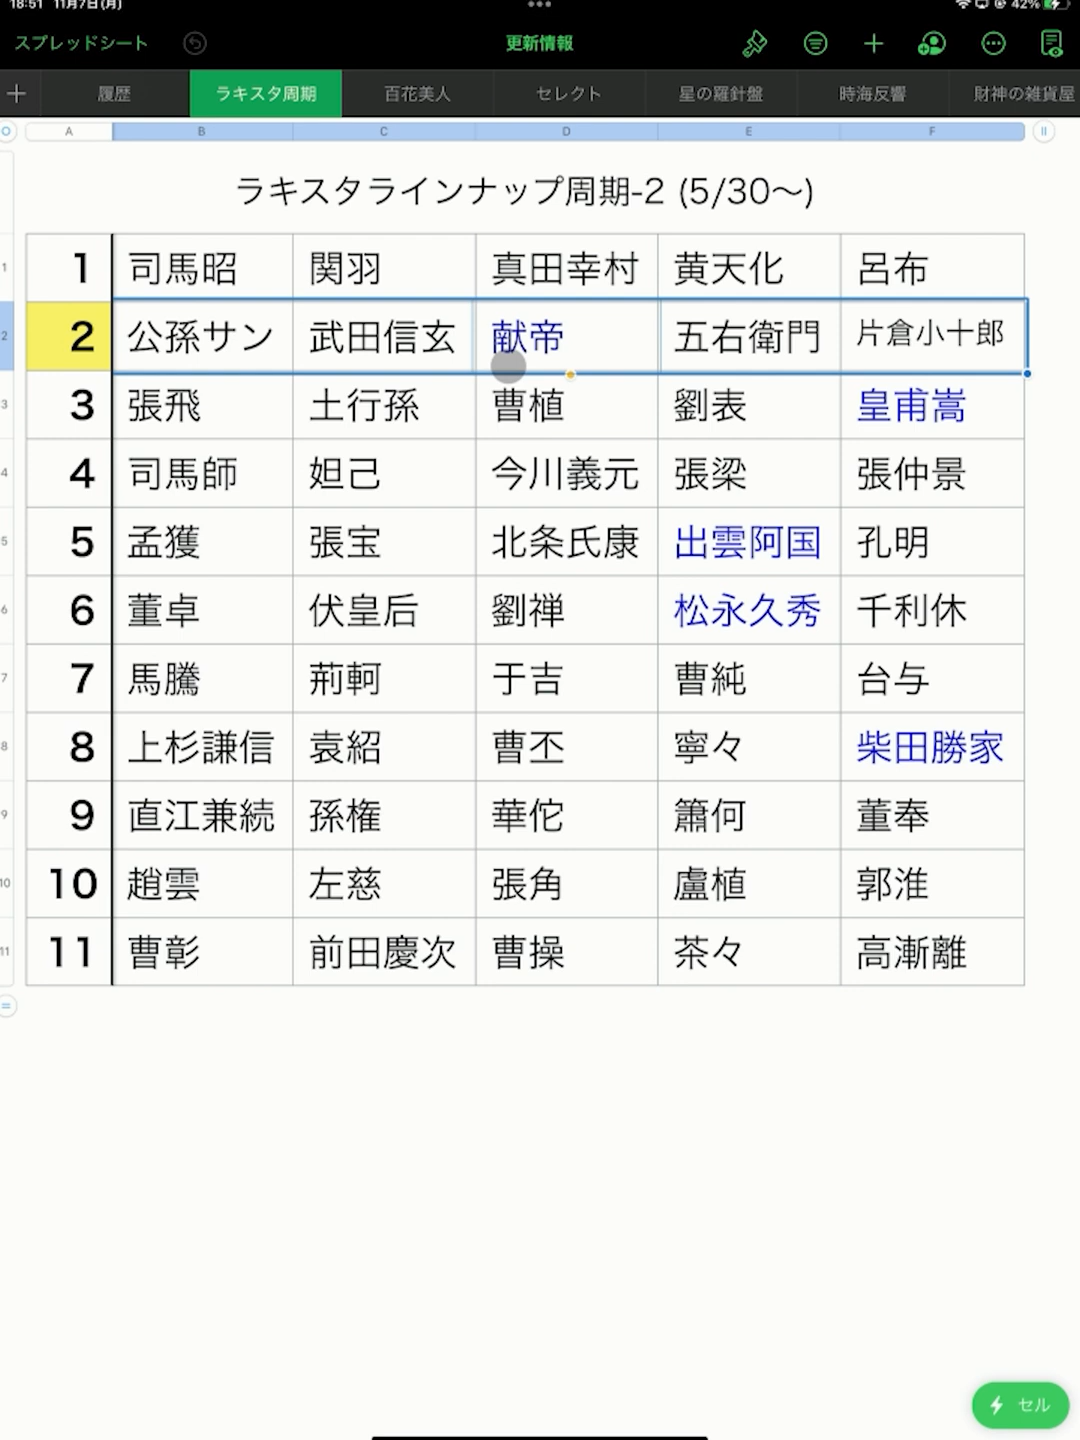 18:51 11月7日(月) 42%
スプレッドシート 更新情報
履歴 ラキスタ周期 百花美人 セレクト 星の羅針盤 時海反響 財神の雑貨屋
A B C D E F
ラキスタラインナップ周期-2 (5/30〜)
1 司馬昭 関羽 真田幸村 黄天化 呂布
2 公孫サン 武田信玄 献帝 五右衛門 片倉小十郎
3 張飛 土行孫 曹植 劉表 皇甫嵩
4 司馬師 妲己 今川義元 張梁 張仲景
5 孟獲 張宝 北条氏康 出雲阿国 孔明
6 董卓 伏皇后 劉禅 松永久秀 千利休
7 馬騰 荊軻 于吉 曹純 台与
8 上杉謙信 袁紹 曹丕 寧々 柴田勝家
9 直江兼続 孫権 華佗 簫何 董奉
10 趙雲 左慈 張角 盧植 郭淮
11 曹彰 前田慶次 曹操 茶々 高漸離
セル